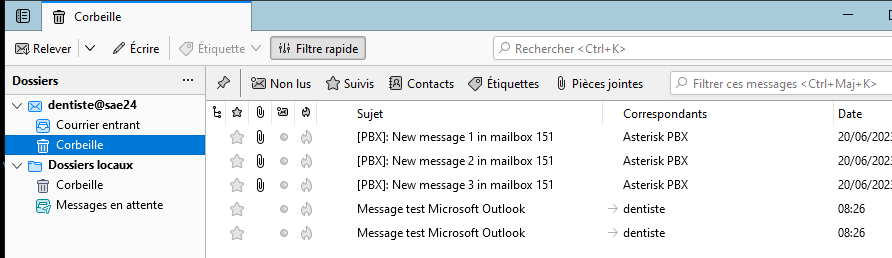 Corbeille
Relever Écrire Étiquette Filtre rapide Rechercher <Ctrl+K>
Dossiers ... Non lus Suivis Contacts Étiquettes Pièces jointes Filtrer ces messages <Ctrl+Maj+K>
dentiste@sae24
Courrier entrant
Corbeille
Dossiers locaux
Corbeille
Messages en attente
Sujet Correspondants Date
[PBX]: New message 1 in mailbox 151 Asterisk PBX 20/06/2023
[PBX]: New message 2 in mailbox 151 Asterisk PBX 20/06/2023
[PBX]: New message 3 in mailbox 151 Asterisk PBX 20/06/2023
Message test Microsoft Outlook → dentiste 08:26
Message test Microsoft Outlook → dentiste 08:26